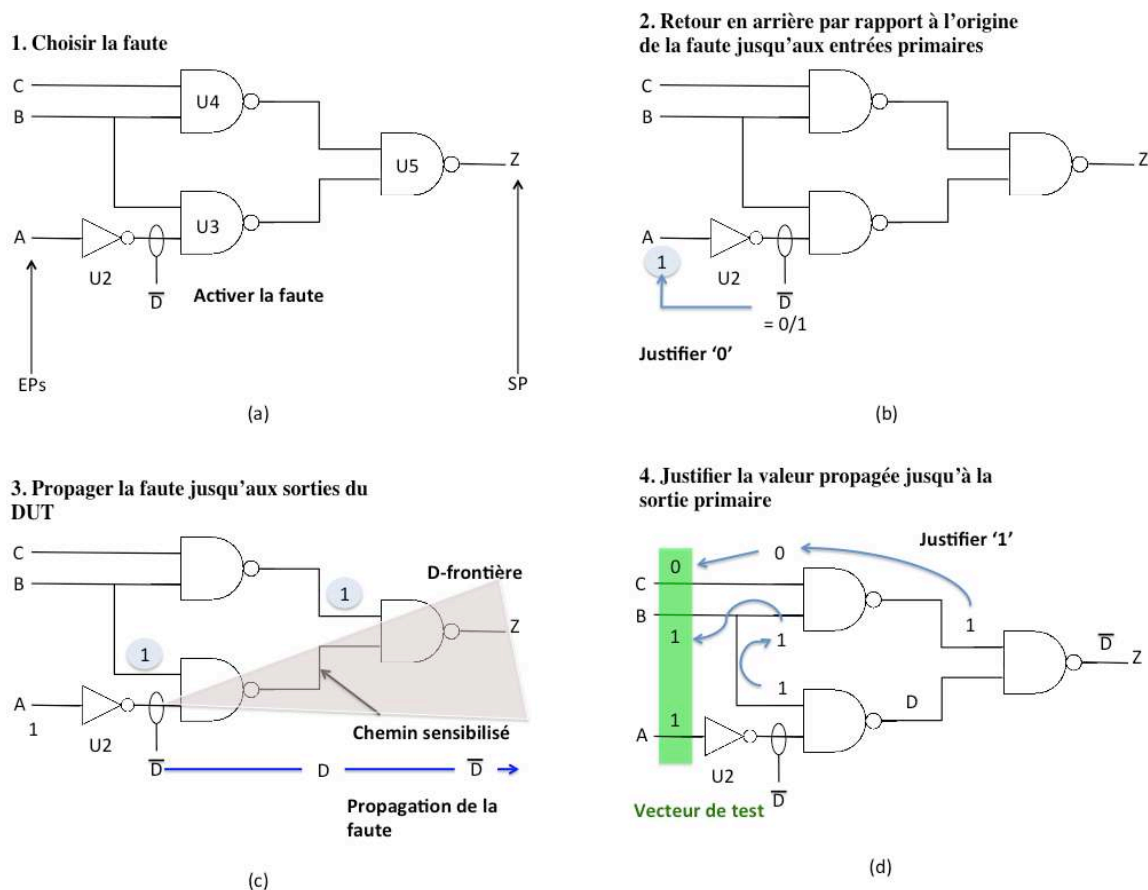 1. Choisir la faute
C
B
U4
U5
Z
U3
A
U2
D̅
Activer la faute
EPs
SP
(a)
2. Retour en arrière par rapport à l’origine
de la faute jusqu’aux entrées primaires
C
B
Z
A
1
U2
D̅
= 0/1
Justifier ‘0’
(b)
3. Propager la faute jusqu’aux sorties du
DUT
C
B
1
D-frontière
Z
1
A
1
U2
Chemin sensibilisé
D̅ D D̅
Propagation de la
faute
(c)
4. Justifier la valeur propagée jusqu’à la
sortie primaire
Justifier ‘1’
0
0
C
B
1
1
1
D̅
Z
1
D
A
1
U2
D̅
Vecteur de test
(d)